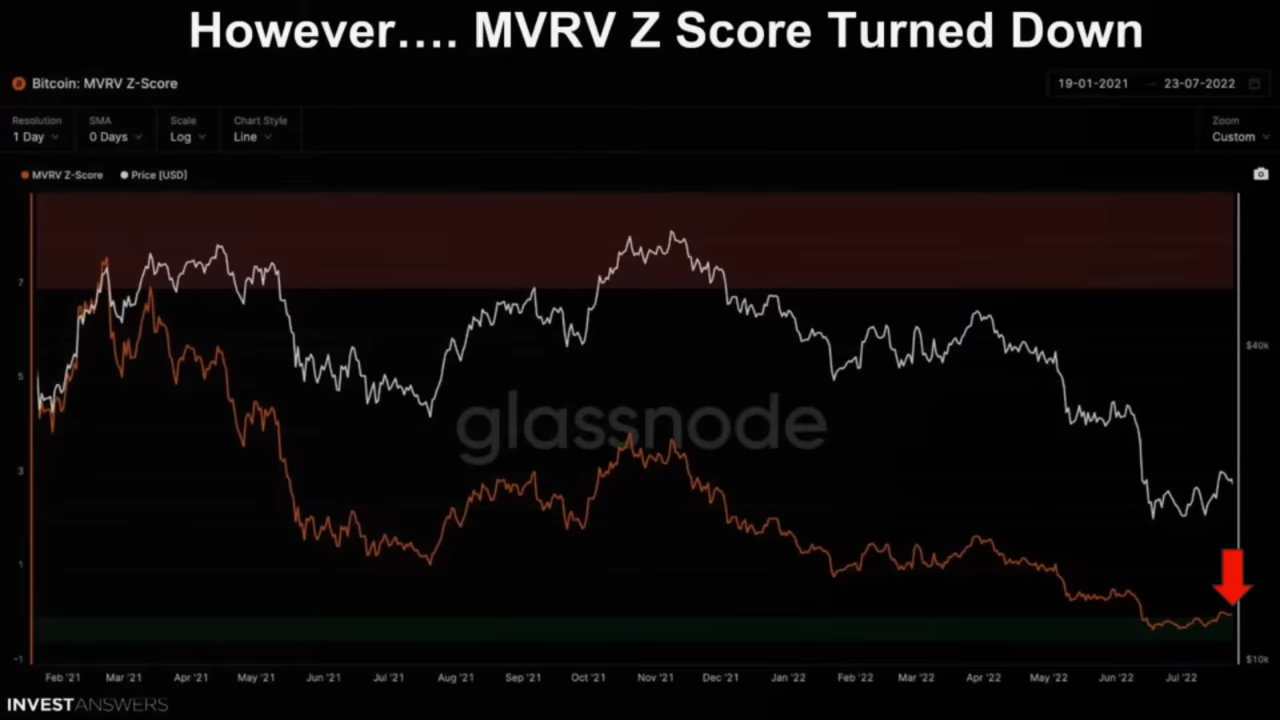 However.... MVRV Z Score Turned Down
Bitcoin: MVRV Z-Score
19-01-2021 → 23-07-2022
Resolution SMA Scale Chart Style Zoom
1 Day 0 Days Log Line Custom
MVRV Z-Score Price [USD]
7
5
3
1
-1
$40k
$10k
glassnode
Feb '21 Mar '21 Apr '21 May '21 Jun '21 Jul '21 Aug '21 Sep '21 Oct '21 Nov '21 Dec '21 Jan '22 Feb '22 Mar '22 Apr '22 May '22 Jun '22 Jul '22
INVESTANSWERS